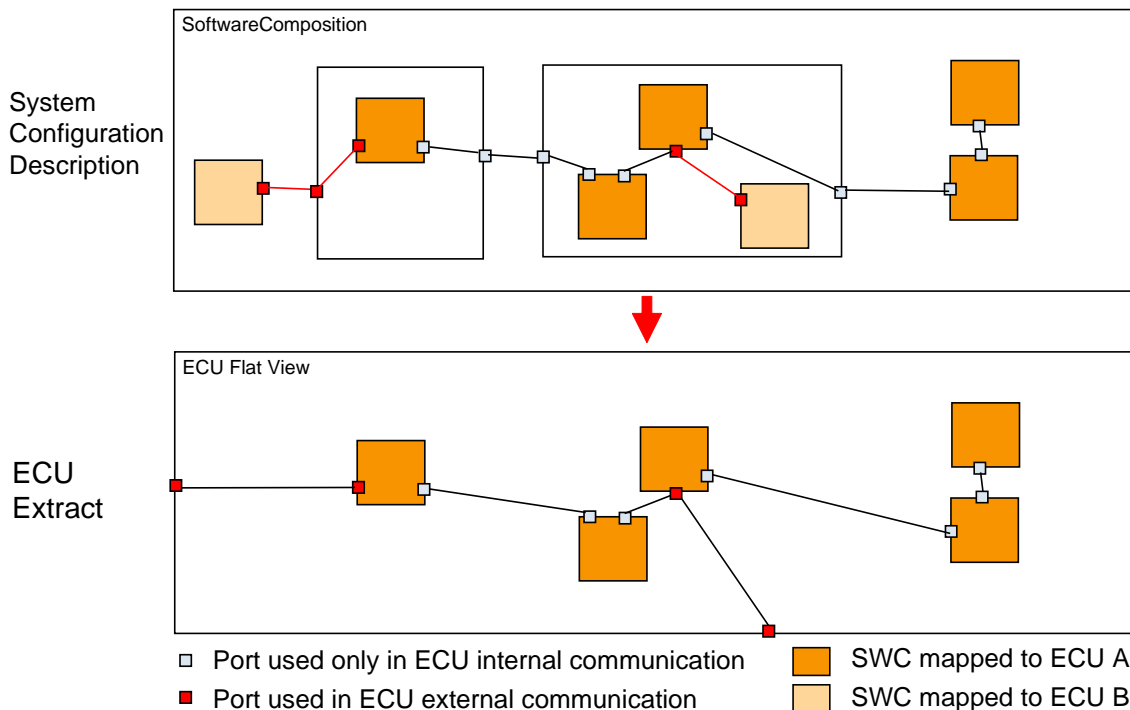 SoftwareComposition
System
Configuration
Description
ECU Flat View
ECU
Extract
Port used only in ECU internal communication
SWC mapped to ECU A
Port used in ECU external communication
SWC mapped to ECU B